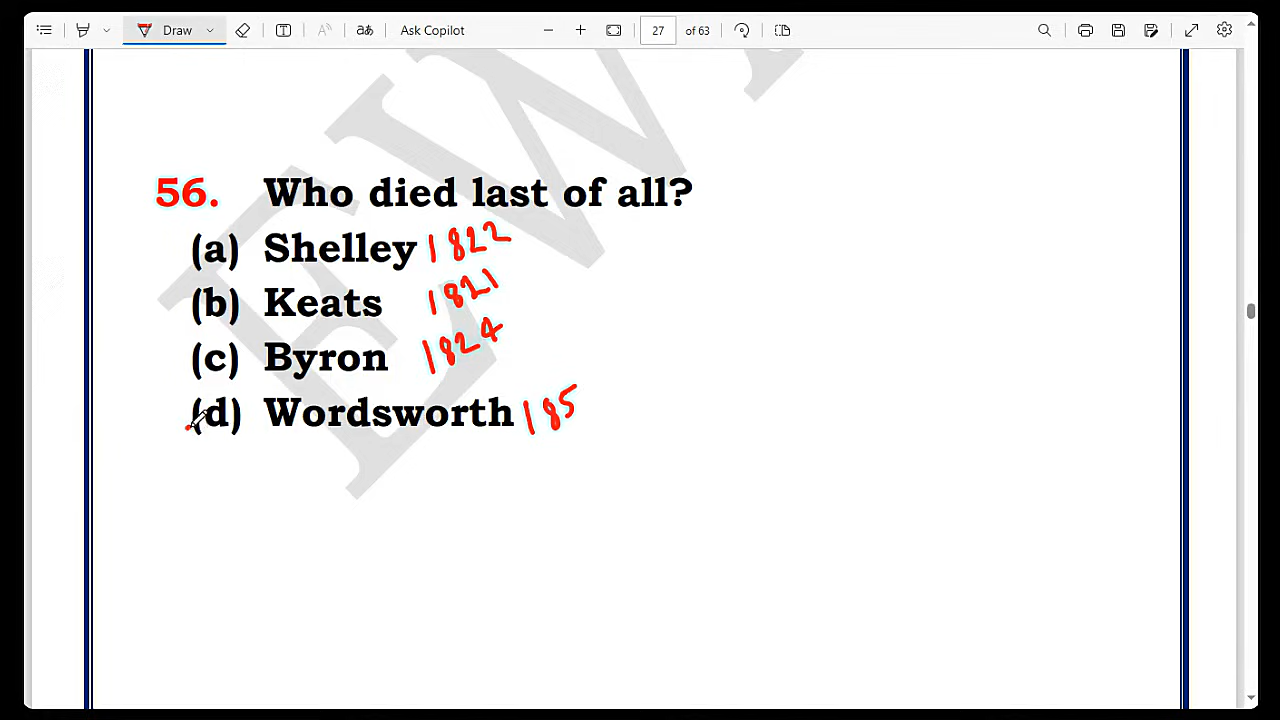 Draw
Ask Copilot
27 of 63
56. Who died last of all?
(a) Shelley 1822
(b) Keats 1821
(c) Byron 1824
(d) Wordsworth 185